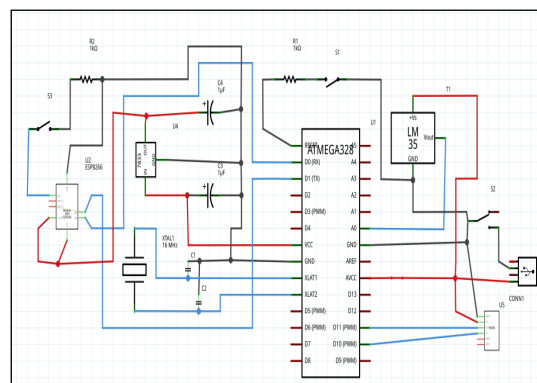 R2
1kΩ
R1
1kΩ
S1
S3
C4
1μF
T1
+Vs
LM
35
Vout
GND
U4
U1
ATMEGA328
RESET
D0 (RX)
D1 (TX)
D2
D3 (PWM)
D4
VCC
GND
XLAT1
XLAT2
D5 (PWM)
D6 (PWM)
D7
D8
A5
A4
A3
A2
A1
A0
GND
AREF
AVCC
D13
D12
D11 (PWM)
D10 (PWM)
D9 (PWM)
U2
ESP8266
C3
1μF
XTAL1
16 MHz
C1
C2
S2
CONN1
U5